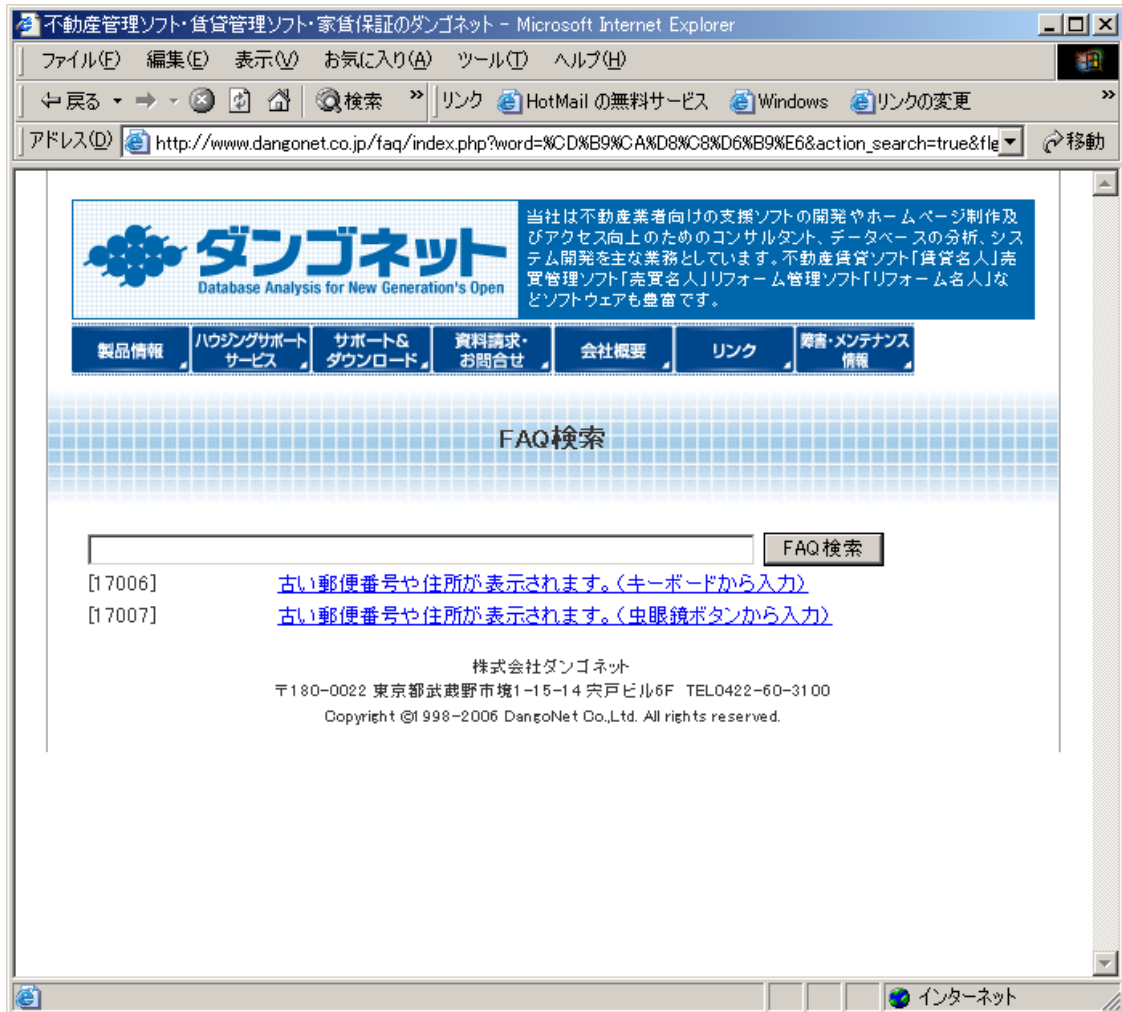 不動産管理ソフト・賃貸管理ソフト・家賃保証のダンゴネット - Microsoft Internet Explorer
ファイル(F) 編集(E) 表示(V) お気に入り(A) ツール(T) ヘルプ(H)
戻る 検索 » リンク HotMail の無料サービス Windows リンクの変更 »
アドレス(D) http://www.dangonet.co.jp/faq/index.php?word=%CD%B9%CA%D8%C8%D6%B9%E6&action_search=true&fle 移動
ダンゴネット
Database Analysis for New Generation's Open
当社は不動産業者向けの支援ソフトの開発やホームページ制作及
びアクセス向上のためのコンサルタント、データベースの分析、シス
テム開発を主な業務としています。不動産賃貸ソフト「賃貸名人」売
買管理ソフト「売買名人」リフォーム管理ソフト「リフォーム名人」な
どソフトウェアも豊富です。
製品情報
ハウジングサポート
サービス
サポート&
ダウンロード
資料請求・
お問合せ
会社概要
リンク
障害・メンテナンス
情報
FAQ検索
FAQ検索
[17006] 古い郵便番号や住所が表示されます。(キーボードから入力)
[17007] 古い郵便番号や住所が表示されます。(虫眼鏡ボタンから入力)
株式会社ダンゴネット
〒180-0022 東京都武蔵野市境1-15-14 宍戸ビル6F TEL0422-60-3100
Copyright @1998-2006 DangoNet Co.,Ltd. All rights reserved.
インターネット